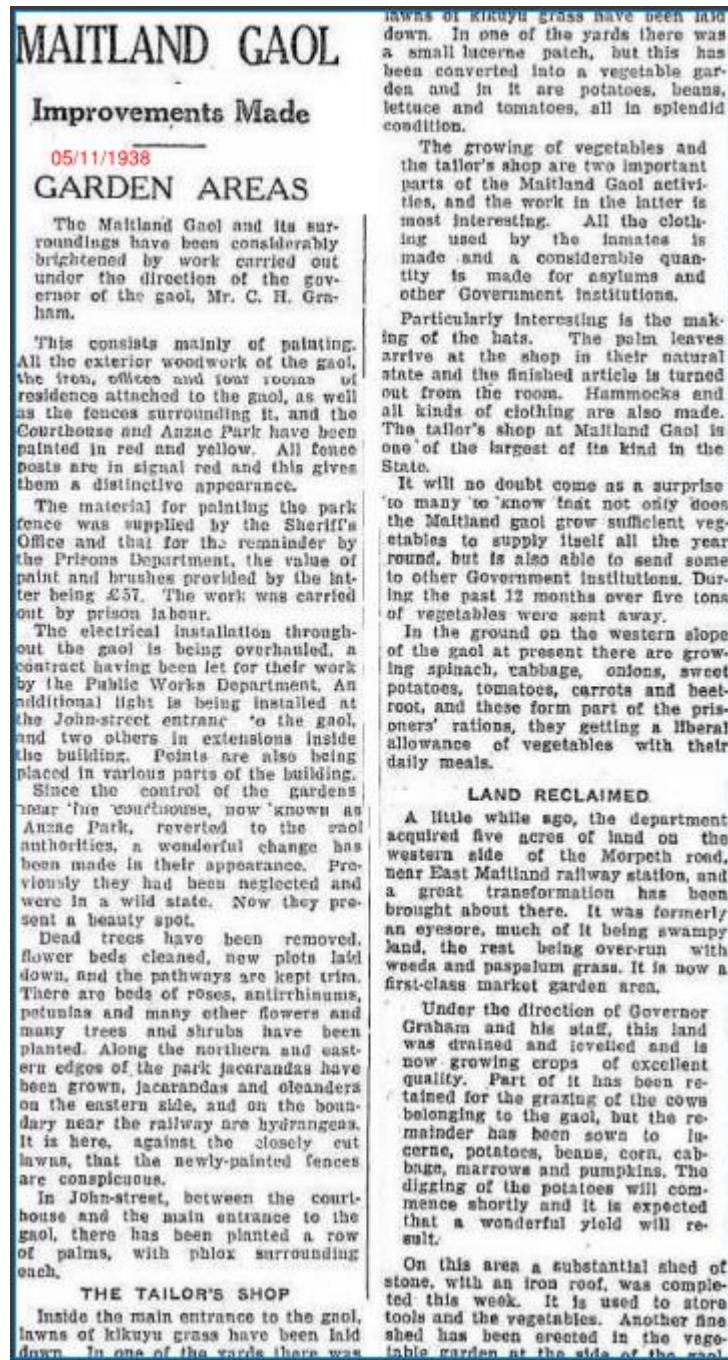 MAITLAND GAOL
Improvements Made
05/11/1938
GARDEN AREAS
The Maitland Gaol and its sur-
roundings have been considerably
brightened by work carried out
under the direction of the gov-
ernor of the gaol, Mr. C. H. Gra-
ham.
This consists mainly of painting.
All the exterior woodwork of the gaol,
the iron, offices and four rooms of
residence attached to the gaol, as well
as the fences surrounding it, and the
Courthouse and Anzac Park have been
painted in red and yellow. All fence
posts are in signal red and this gives
them a distinctive appearance.
The material for painting the park
fence was supplied by the Sheriff's
Office and that for the remainder by
the Prisons Department, the value of
paint and brushes provided by the lat-
ter being £57. The work was carried
out by prison labour.
The electrical installation through-
out the gaol is being overhauled, a
contract having been let for their work
by the Public Works Department. An
additional light is being installed at
the John-street entranc to the gaol,
and two others in extensions inside
the building. Points are also being
placed in various parts of the building.
Since the control of the gardens
near the courthouse, now known as
Anzac Park, reverted to the gaol
authorities, a wonderful change has
been made in their appearance. Pre-
viously they had been neglected and
were in a wild state. Now they pre-
sent a beauty spot.
Dead trees have been removed,
flower beds cleaned, new plots laid
down, and the pathways are kept trim.
There are beds of roses, antirrhinums,
petunias and many other flowers and
many trees and shrubs have been
planted. Along the northern and east-
ern edges of the park jacarandas have
been grown, jacarandas and oleanders
on the eastern side, and on the boun-
dary near the railway are hydrangeas.
It is here, against the closely cut
lawns, that the newly-painted fences
are conspicuous.
In John-street, between the court-
house and the main entrance to the
gaol, there has been planted a row
of palms, with phlox surrounding
each.
THE TAILOR'S SHOP
Inside the main entrance to the gaol,
lawns of kikuyu grass have been laid
down. In one of the yards there was
lawns of kikuyu grass have been laid
down. In one of the yards there was
a small lucerne patch, but this has
been converted into a vegetable gar-
den and in it are potatoes, beans,
lettuce and tomatoes, all in splendid
condition.
The growing of vegetables and
the tailor's shop are two important
parts of the Maitland Gaol activi-
ties, and the work in the latter is
most interesting. All the cloth-
ing used by the inmates is
made and a considerable quan-
tity is made for asylums and
other Government institutions.
Particularly interesting is the mak-
ing of the hats. The palm leaves
arrive at the shop in their natural
state and the finished article is turned
out from the room. Hammocks and
all kinds of clothing are also made.
The tailor's shop at Maitland Gaol is
one of the largest of its kind in the
State.
It will no doubt come as a surprise
to many to know that not only does
the Maitland gaol grow sufficient veg-
etables to supply itself all the year
round, but is also able to send some
to other Government institutions. Dur-
ing the past 12 months over five tons
of vegetables were sent away.
In the ground on the western slope
of the gaol at present there are grow-
ing spinach, cabbage, onions, sweet
potatoes, tomatoes, carrots and beet-
root, and these form part of the pris-
oners' rations, they getting a liberal
allowance of vegetables with their
daily meals.
LAND RECLAIMED
A little while ago, the department
acquired five acres of land on the
western side of the Morpeth road,
near East Maitland railway station, and
a great transformation has been
brought about there. It was formerly
an eyesore, much of it being swampy
land, the rest being over-run with
weeds and paspalum grass. It is now a
first-class market garden area.
Under the direction of Governor
Graham and his staff, this land
was drained and levelled and is
now growing crops of excellent
quality. Part of it has been re-
tained for the grazing of the cows
belonging to the gaol, but the re-
mainder has been sown to lu-
cerne, potatoes, beans, corn, cab-
bage, marrows and pumpkins. The
digging of the potatoes will com-
mence shortly and it is expected
that a wonderful yield will re-
sult.
On this area a substantial shed of
stone, with an iron roof, was comple-
ted this week. It is used to store
tools and the vegetables. Another fine
shed has been erected in the vege-
table garden at the side of the gaol.